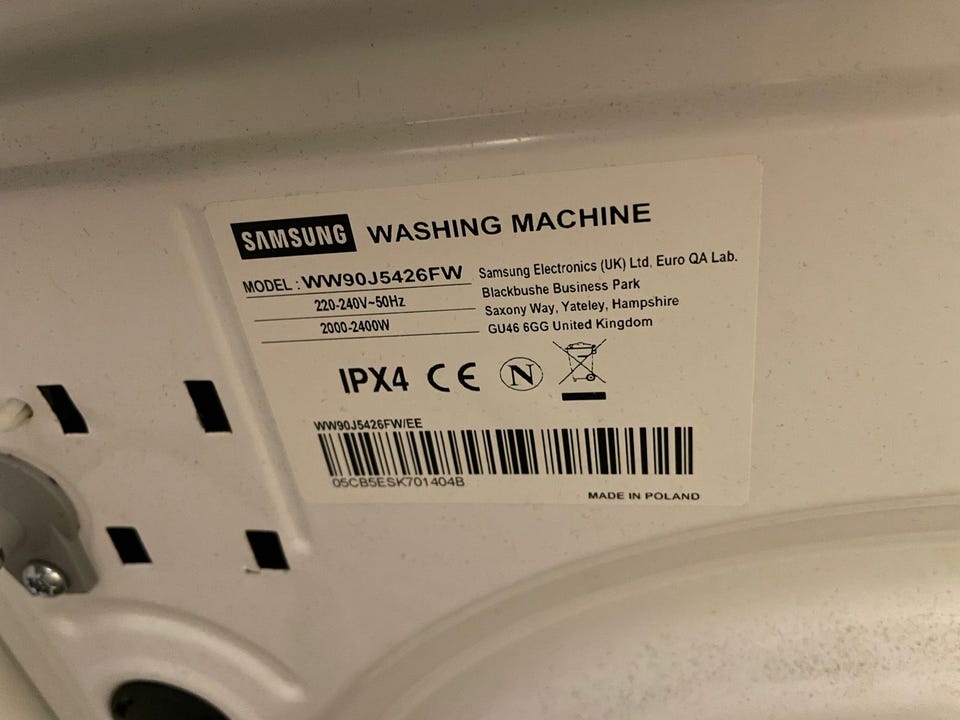 SAMSUNG WASHING MACHINE
MODEL : WW90J5426FW
220-240V~50Hz
2000-2400W
Samsung Electronics (UK) Ltd, Euro QA Lab.
Blackbushe Business Park
Saxony Way, Yateley, Hampshire
GU46 6GG United Kingdom
IPX4 CE N
WW90J5426FW/EE
05CB5ESK701404B
MADE IN POLAND